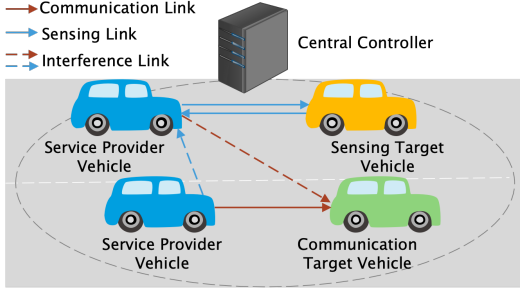 Communication Link
Sensing Link
Interference Link
Central Controller
Service Provider
Vehicle
Sensing Target
Vehicle
Service Provider
Vehicle
Communication
Target Vehicle